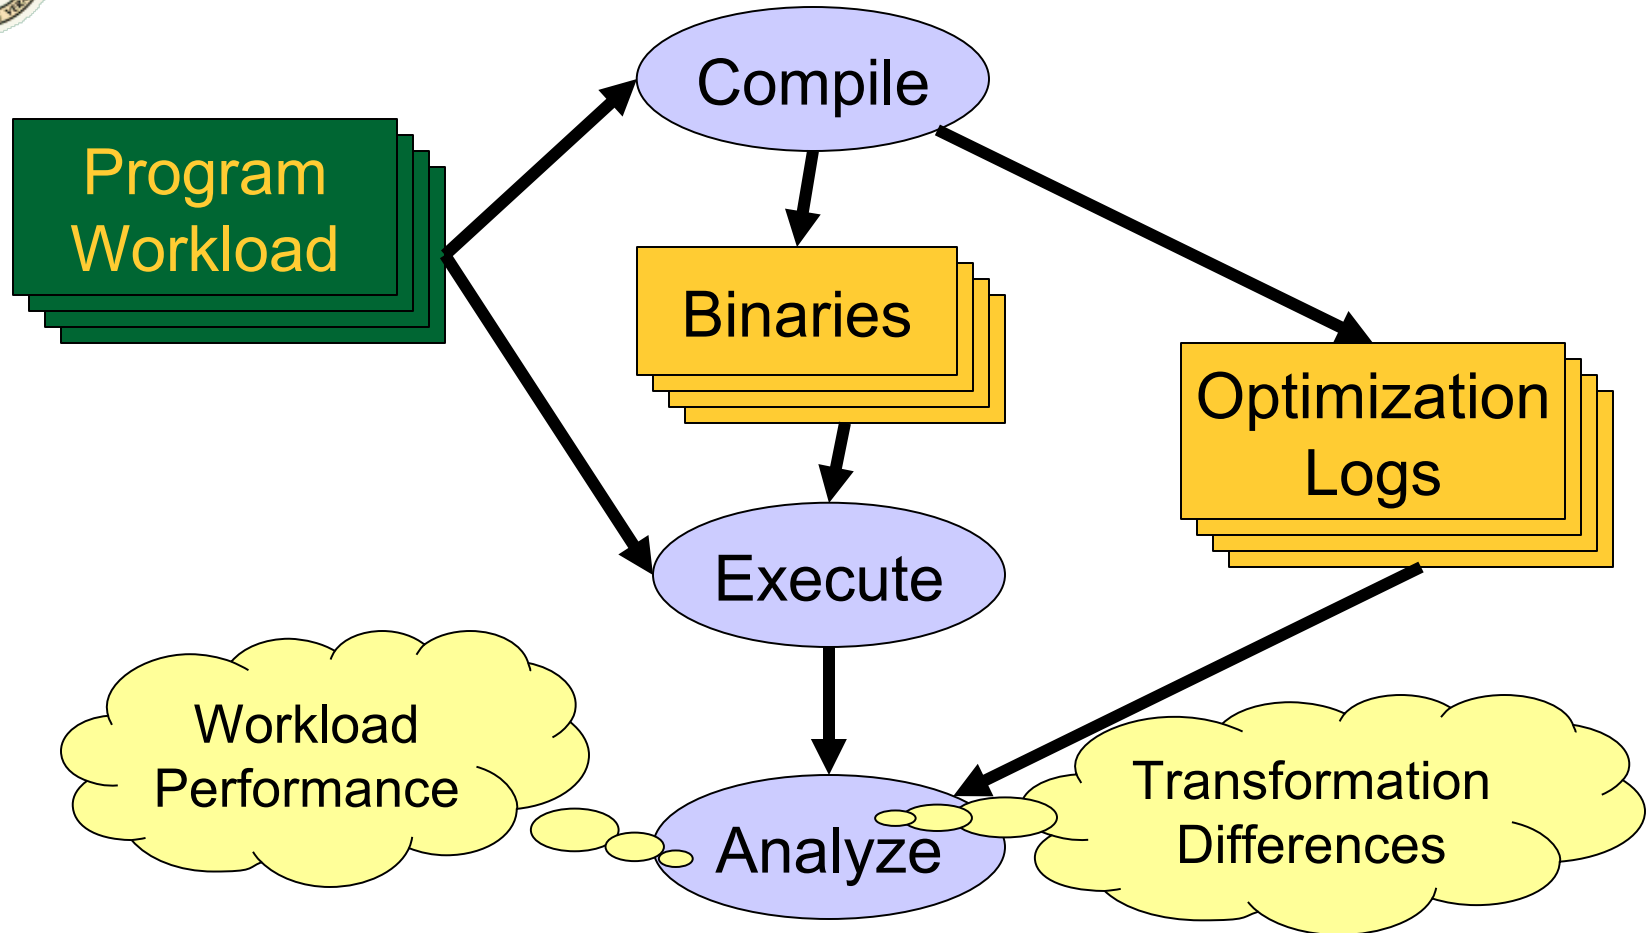 Compile
Program
Workload
Binaries
Optimization
Logs
Execute
Workload
Performance
Transformation
Differences
Analyze